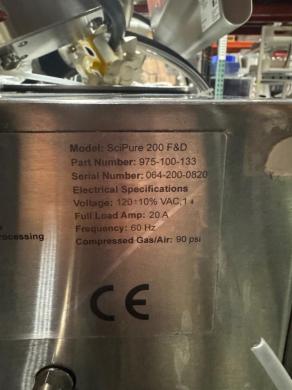 Model: SciPure 200 F&D
Part Number: 975-100-133
Serial Number: 064-200-0820
Electrical Specifications
Voltage: 120±10% VAC,1
Full Load Amp: 20 A
Frequency: 60 Hz
rocessing
Compressed Gas/Air: 90 psi
CE